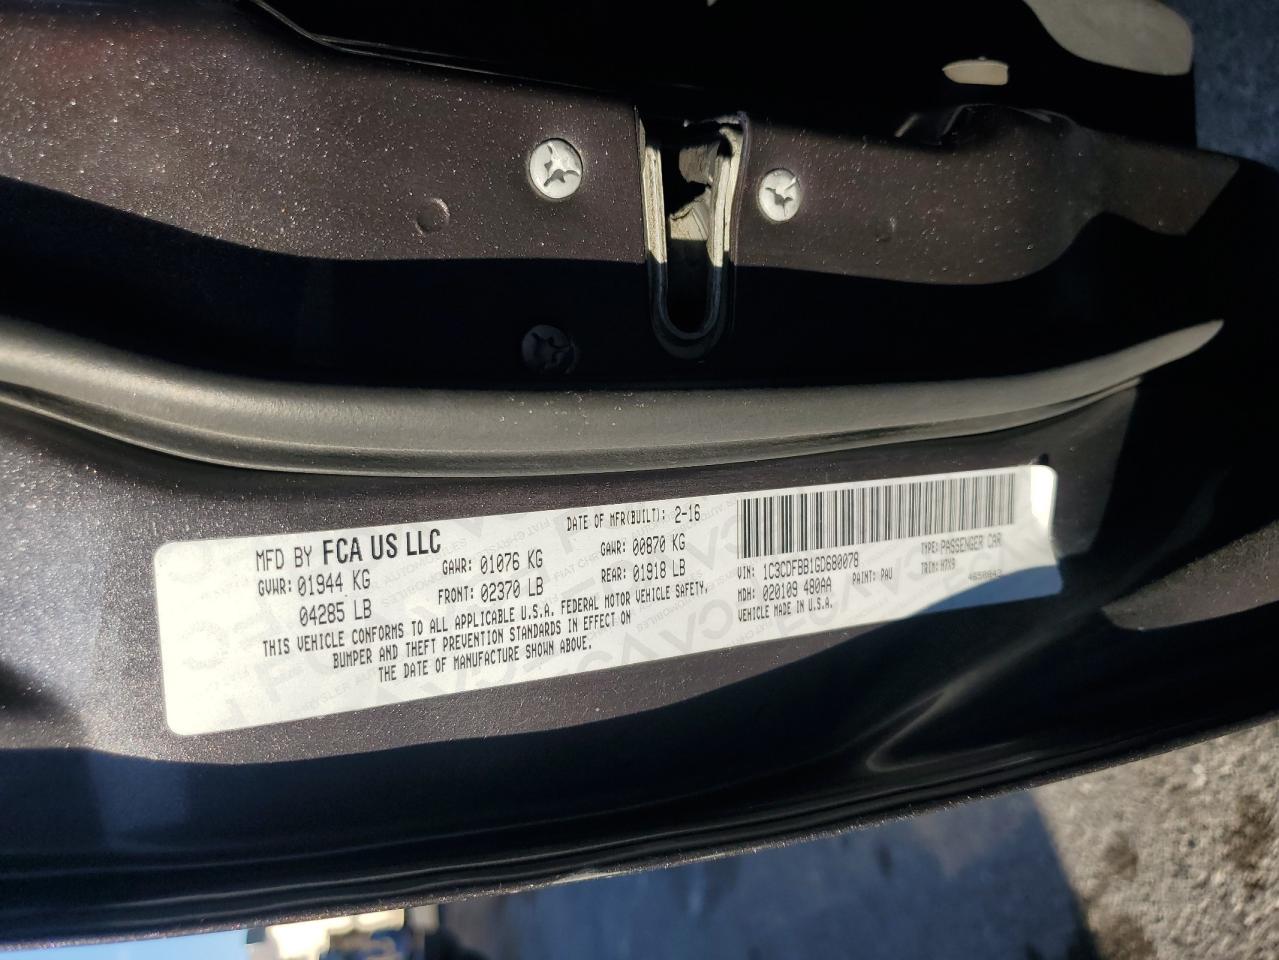 MFD BY FCA US LLC
DATE OF MFR(BUILT): 2-16
GVWR: 01944 KG
04285 LB
GAWR: 01076 KG
FRONT: 02370 LB
GAWR: 00870 KG
REAR: 01918 LB
THIS VEHICLE CONFORMS TO ALL APPLICABLE U.S.A. FEDERAL MOTOR VEHICLE SAFETY,
BUMPER AND THEFT PREVENTION STANDARDS IN EFFECT ON
THE DATE OF MANUFACTURE SHOWN ABOVE.
VIN: 1C3CDFBB1GD680078
TYPE: PASSENGER CAR
MDH: 020109 480AA
PAINT: PAU
TRIM: H7X9
VEHICLE MADE IN U.S.A.